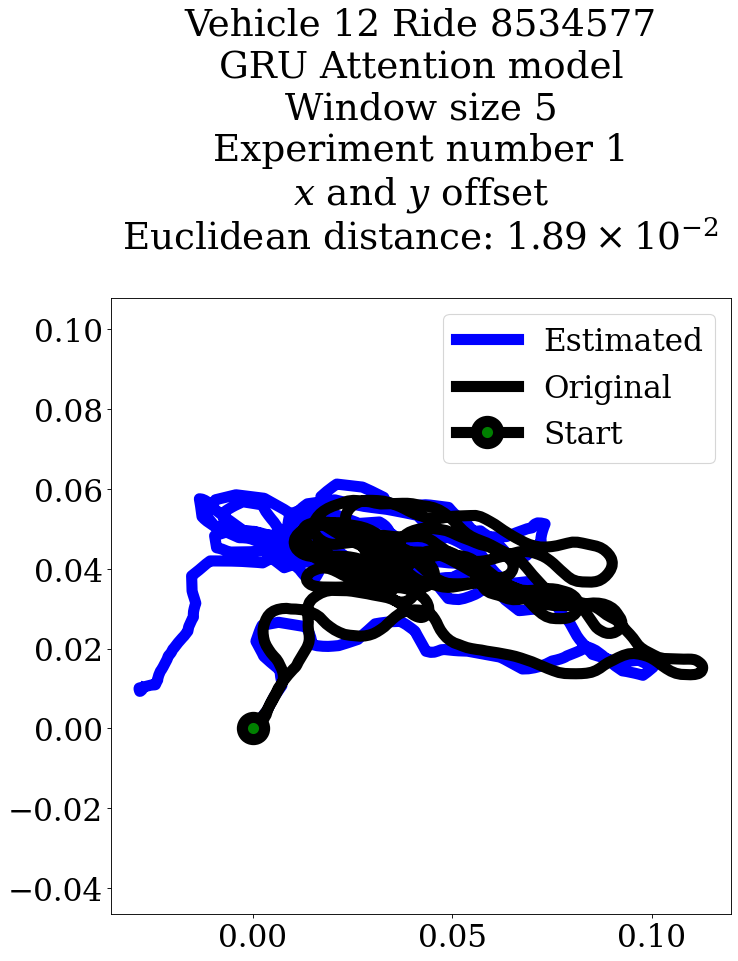 Vehicle 12 Ride 8534577
GRU Attention model
Window size 5
Experiment number 1
x and y offset
Euclidean distance: 1.89 × 10⁻²
Estimated
Original
Start
0.10
0.08
0.06
0.04
0.02
0.00
−0.02
−0.04
0.00 0.05 0.10